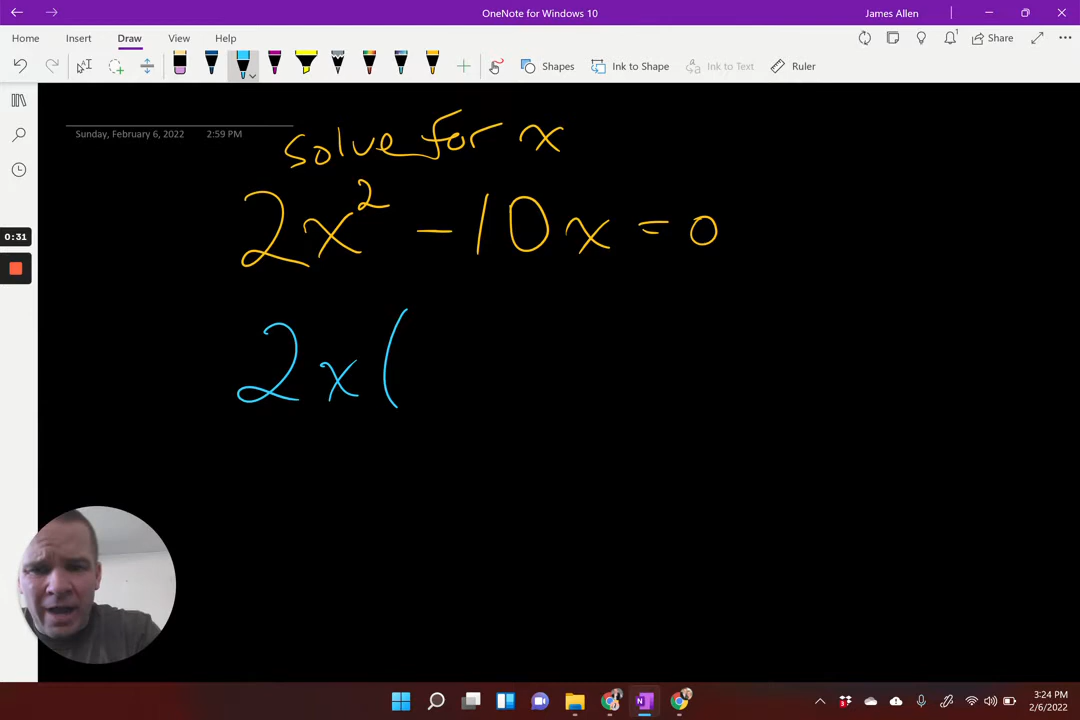 OneNote for Windows 10
James Allen
Home Insert Draw View Help
Share
Shapes Ink to Shape Ink to Text Ruler
Sunday, February 6, 2022 2:59 PM
solve for x
2x² - 10x = 0
0:31
2x(
3:24 PM
2/6/2022